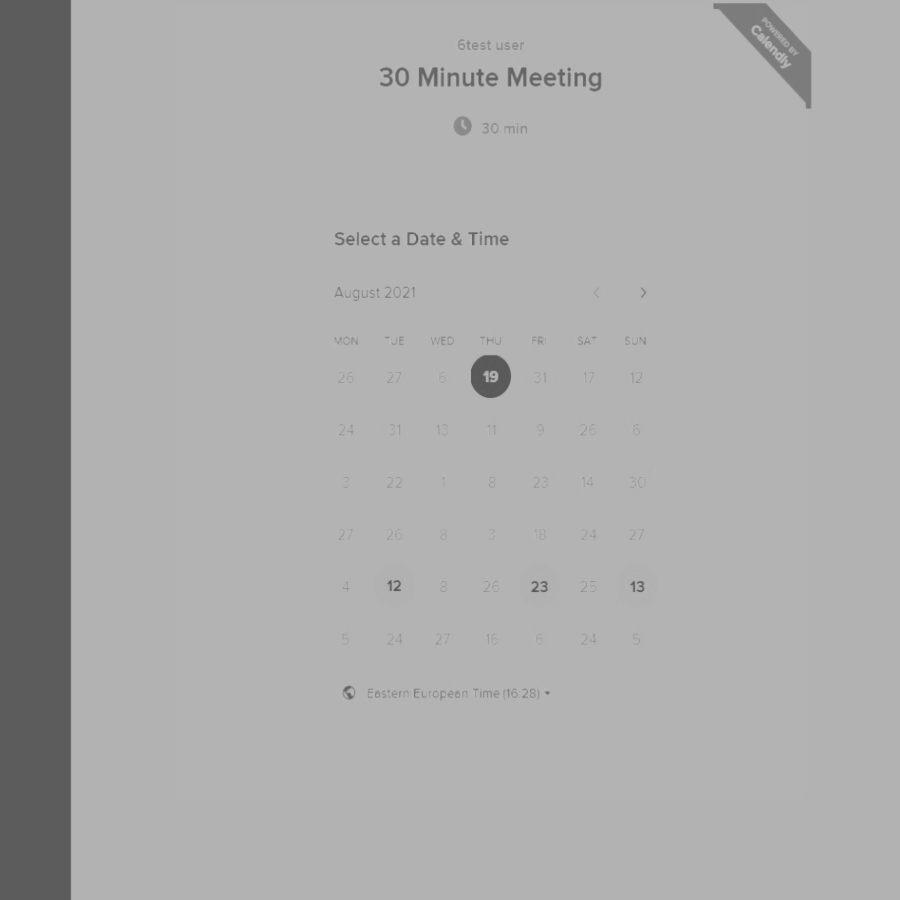 POWERED BY
Calendly
6test user
30 Minute Meeting
30 min
Select a Date & Time
August 2021
MON TUE WED THU FRI SAT SUN
26 27 6 19 31 17 12
24 31 13 11 9 26 6
3 22 1 8 23 14 30
27 26 8 3 18 24 27
4 12 8 26 23 25 13
5 24 27 16 6 24 5
Eastern European Time (16:28)